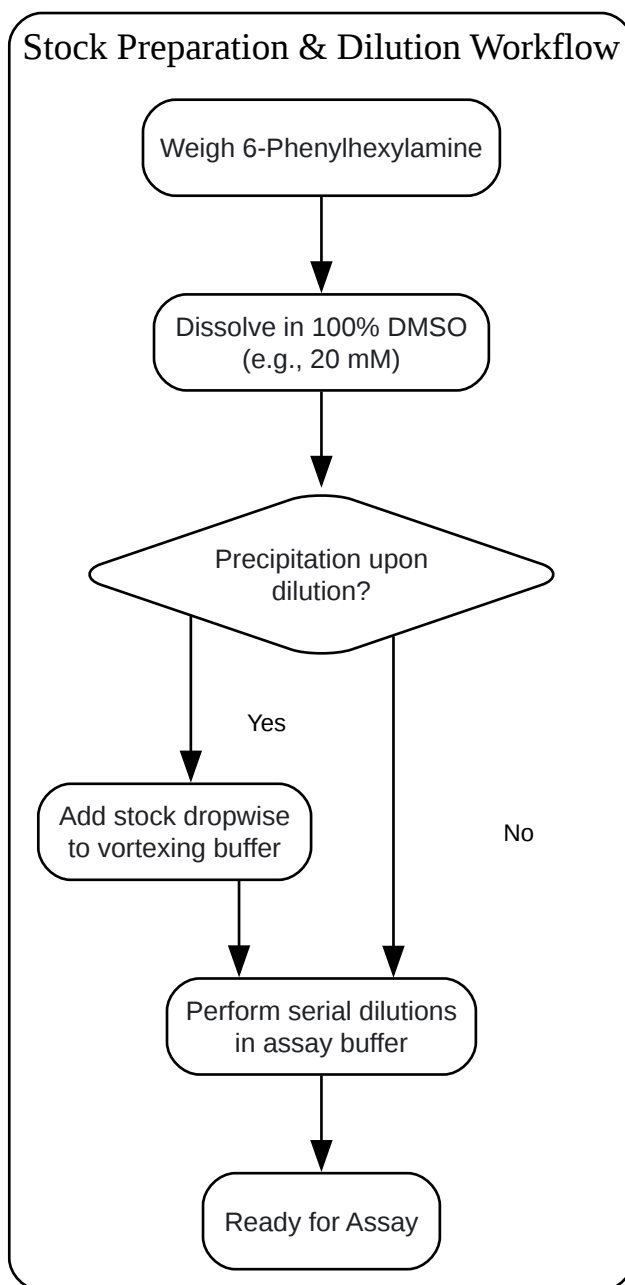 Stock Preparation & Dilution Workflow
Weigh 6-Phenylhexylamine
Dissolve in 100% DMSO
(e.g., 20 mM)
Precipitation upon
dilution?
Yes
Add stock dropwise
to vortexing buffer
No
Perform serial dilutions
in assay buffer
Ready for Assay